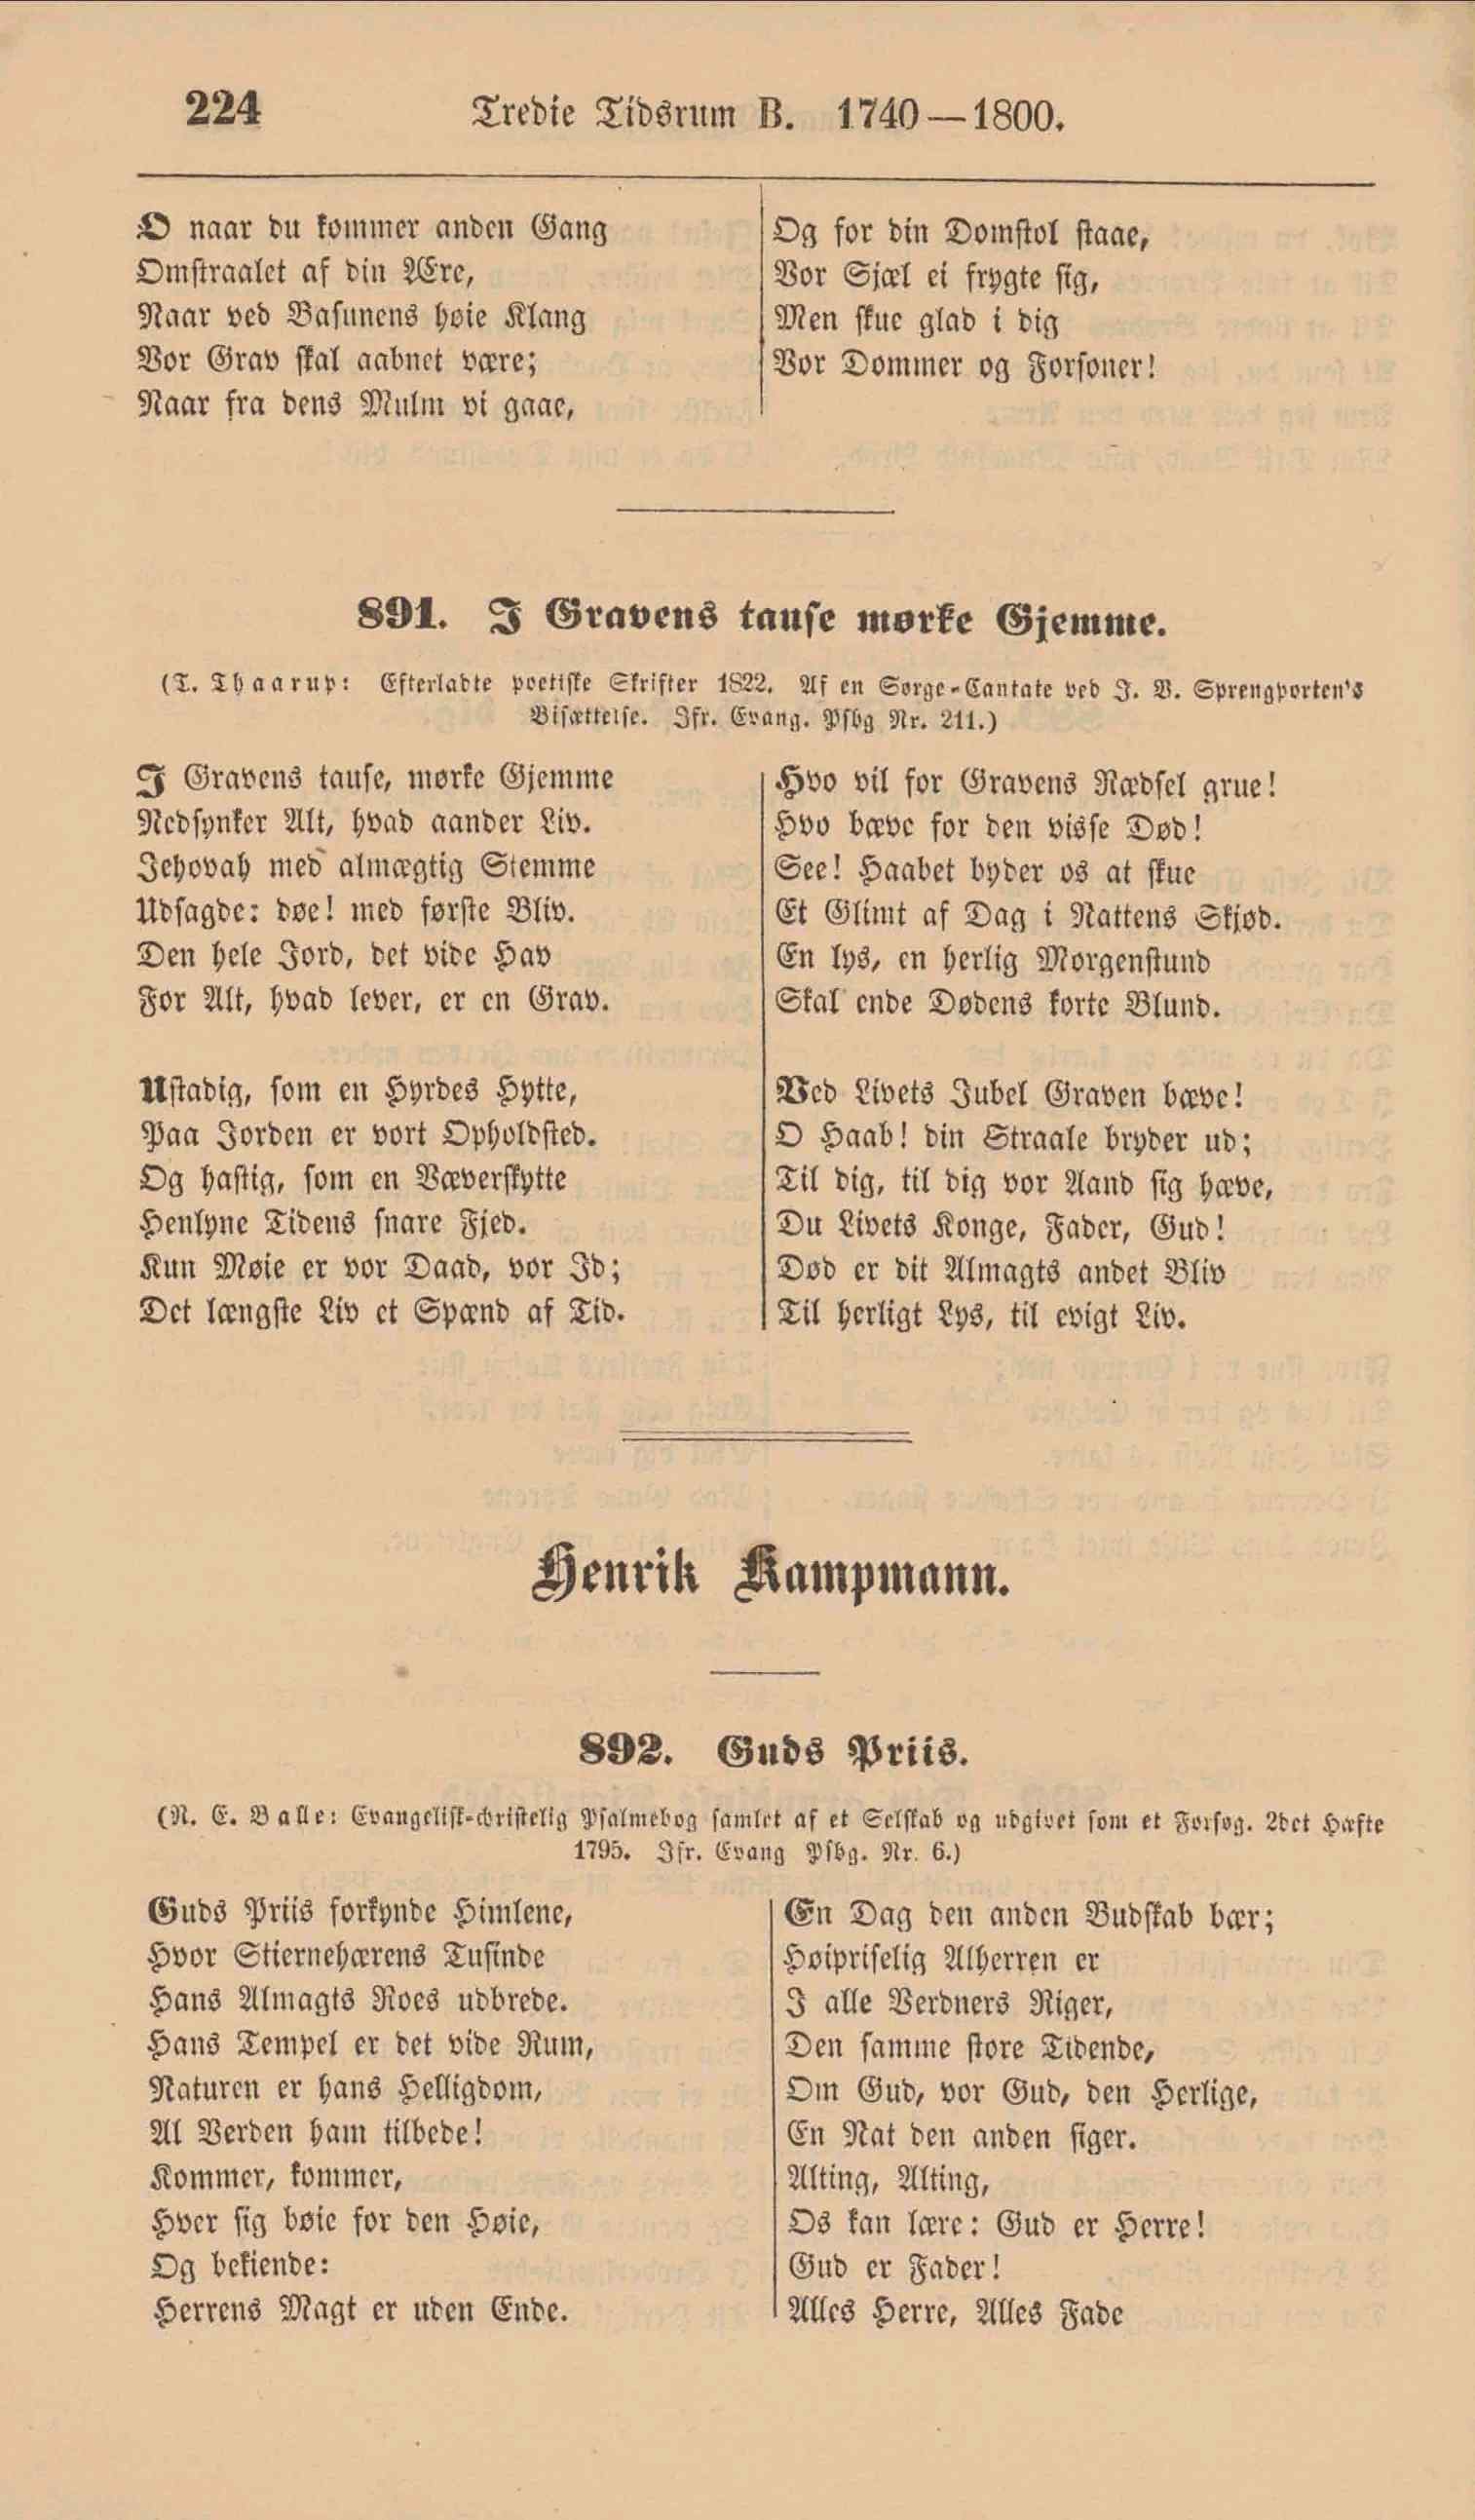 224 Tredie Tidsrum B. 1740—1800.
O naar du kommer anden Gang
Omstraalet af din Ære,
Naar ved Basunens høie Klang
Vor Grav skal aabnet være;
Naar fra dens Mulm vi gaae,
Og for din Domstol staae,
Vor Sjæl ei frygte sig,
Men skue glad i dig
Vor Dommer og Forsoner!
891. I Gravens tause mørke Gjemme.
(T. Thaarup: Efterladte poetiske Skrifter 1822. Af en Sørge-Cantate ved J. V. Sprengporten's
Bisættelse. Jfr. Evang. Psbg Nr. 211.)
I Gravens tause, mørke Gjemme
Nedsynker Alt, hvad aander Liv.
Jehovah med almægtig Stemme
Udsagde: døe! med første Bliv.
Den hele Jord, det vide Hav
For Alt, hvad lever, er en Grav.
Ustadig, som en Hyrdes Hytte,
Paa Jorden er vort Opholdsted.
Og hastig, som en Væverskytte
Henlyne Tidens snare Fjed.
Kun Møie er vor Daad, vor Id;
Det længste Liv et Spænd af Tid.
Hvo vil for Gravens Rædsel grue!
Hvo bæve for den visse Død!
See! Haabet byder os at skue
Et Glimt af Dag i Nattens Skjød.
En lys, en herlig Morgenstund
Skal ende Dødens korte Blund.
Ved Livets Jubel Graven bæve!
O Haab! din Straale bryder ud;
Til dig, til dig vor Aand sig hæve,
Du Livets Konge, Fader, Gud!
Død er dit Almagts andet Bliv
Til herligt Lys, til evigt Liv.
Henrik Kampmann.
892. Guds Priis.
(N. E. Balle: Evangelisk-christelig Psalmebog samlet af et Selskab og udgivet som et Forsøg. 2det Hæfte
1795. Jfr. Evang Psbg. Nr. 6.)
Guds Priis forkynde Himlene,
Hvor Stiernehærens Tusinde
Hans Almagts Roes udbrede.
Hans Tempel er det vide Rum,
Naturen er hans Helligdom,
Al Verden ham tilbede!
Kommer, kommer,
Hver sig bøie for den Høie,
Og bekiende:
Herrens Magt er uden Ende.
En Dag den anden Budskab bær;
Høipriselig Alherren er
I alle Verdners Riger,
Den samme store Tidende,
Om Gud, vor Gud, den Herlige,
En Nat den anden siger.
Alting, Alting,
Os kan lære: Gud er Herre!
Gud er Fader!
Alles Herre, Alles Fade